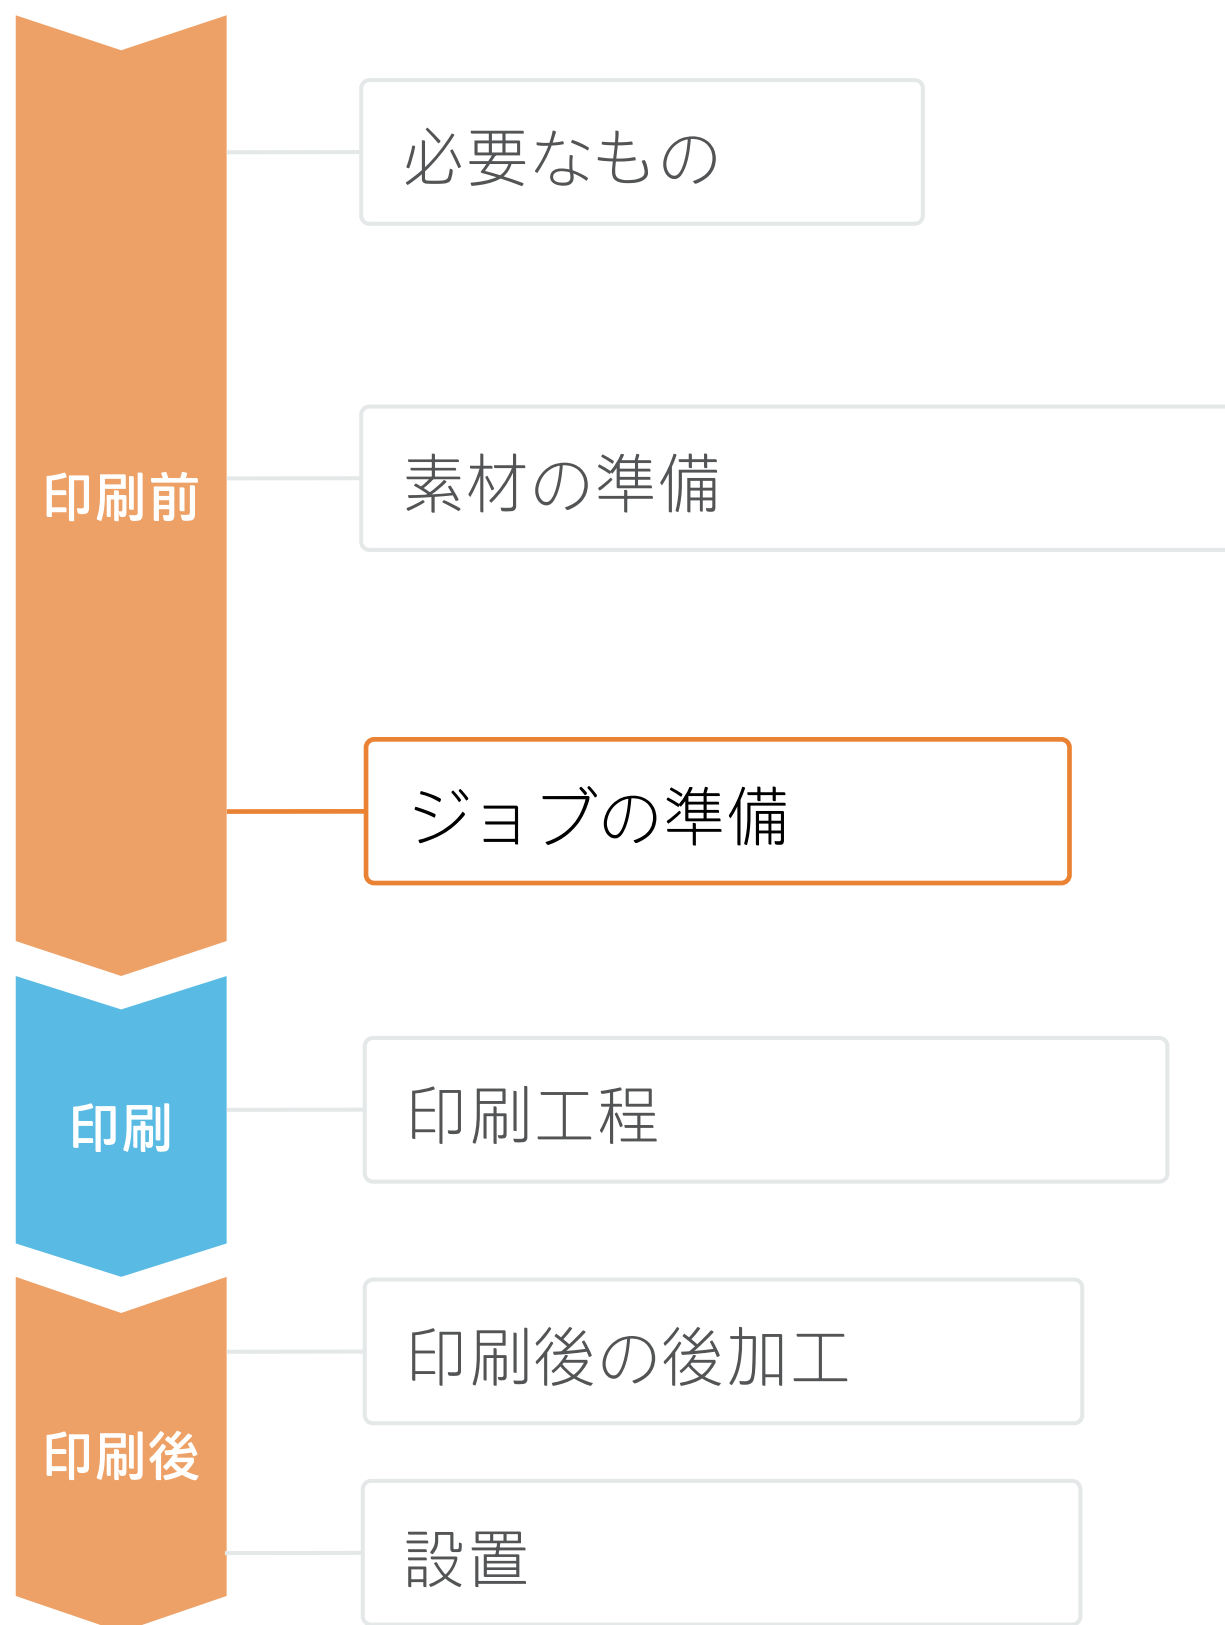 必要なもの
素材の準備
印刷前
ジョブの準備
印刷工程
印刷
印刷後の後加工
印刷後
設置